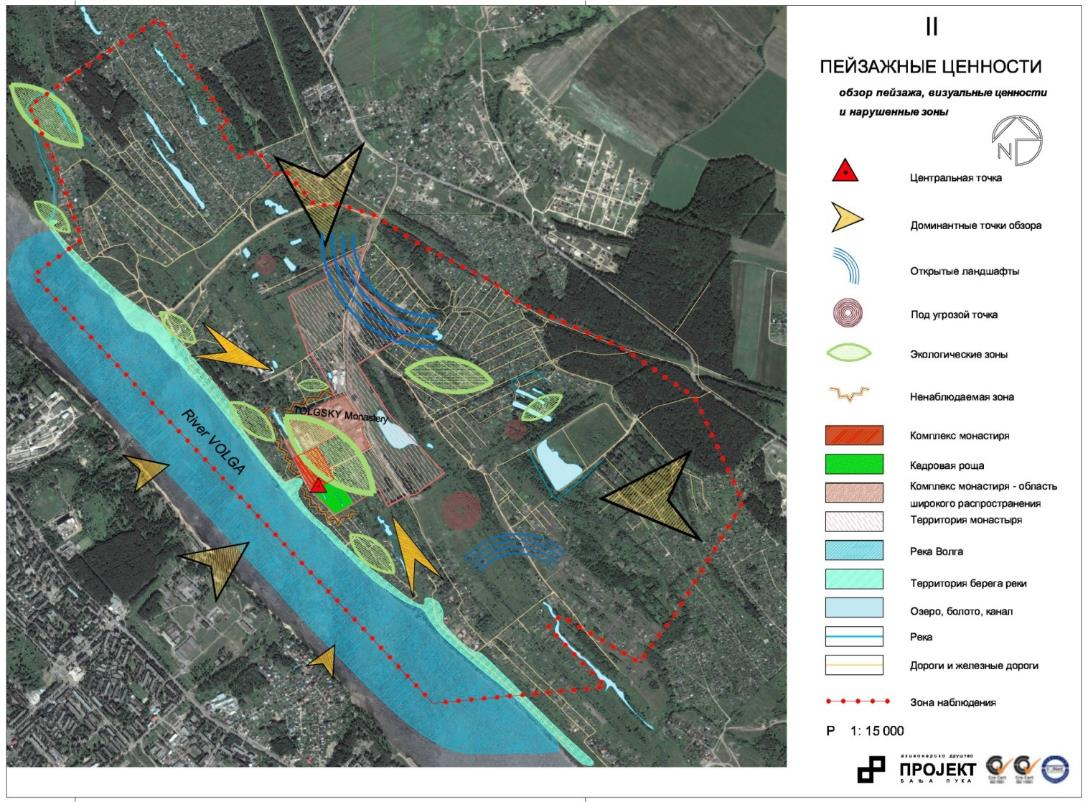 II
ПЕЙЗАЖНЫЕ ЦЕННОСТИ
обзор пейзажа, визуальные ценности
и нарушенные зоны
N
Центральная точка
Доминантные точки обзора
Открытые ландшафты
Под угрозой точка
Экологические зоны
Ненаблюдаемая зона
Комплекс монастиря
Кедровая роща
Комплекс монастиря - область
широкого распространения
Территория монастыря
Река Волга
Территория берега реки
Озеро, болото, канал
Река
Дороги и железные дороги
Зона наблюдения
Р 1: 15 000
ПРОЈЕКТ
БАЊА ЛУКА
TOLGSKY Monastery
River VOLGA